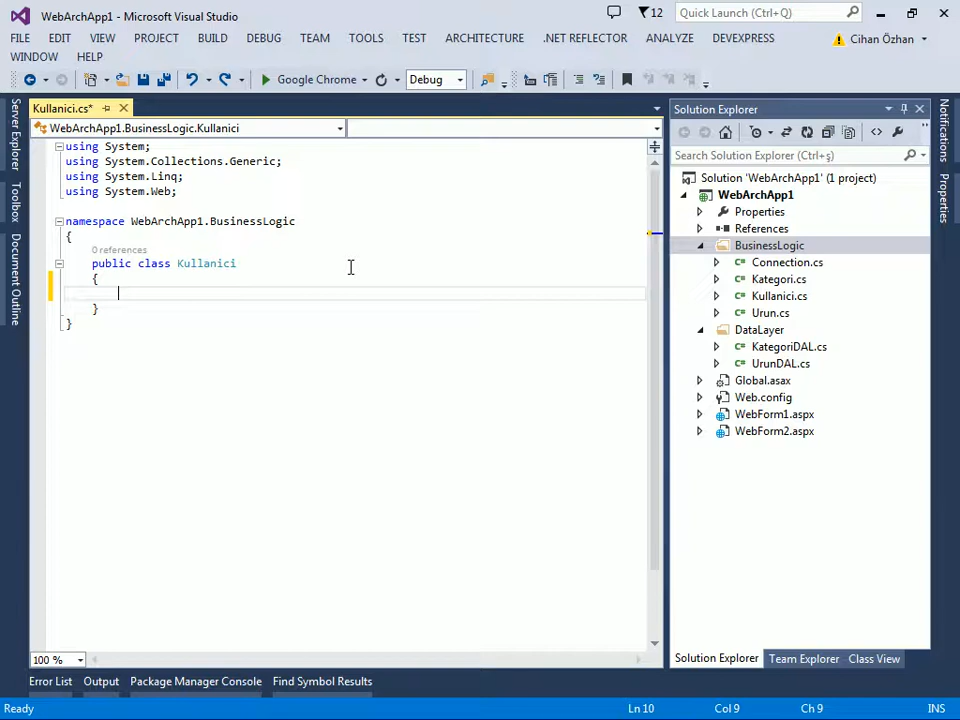 WebArchApp1 - Microsoft Visual Studio
12
Quick Launch (Ctrl+Q)
FILE EDIT VIEW PROJECT BUILD DEBUG TEAM TOOLS TEST ARCHITECTURE .NET REFLECTOR ANALYZE DEVEXPRESS
Cihan Özhan
WINDOW HELP
Google Chrome
Debug
Server Explorer
Toolbox
Document Outline
Kullanici.cs*
WebArchApp1.BusinessLogic.Kullanici
using System;
using System.Collections.Generic;
using System.Linq;
using System.Web;
namespace WebArchApp1.BusinessLogic
{
0 references
public class Kullanici
{
}
}
100 %
Solution Explorer
Search Solution Explorer (Ctrl+ş)
Solution 'WebArchApp1' (1 project)
WebArchApp1
Properties
References
BusinessLogic
Connection.cs
Kategori.cs
Kullanici.cs
Urun.cs
DataLayer
KategoriDAL.cs
UrunDAL.cs
Global.asax
Web.config
WebForm1.aspx
WebForm2.aspx
Solution Explorer Team Explorer Class View
Notifications
Properties
Error List Output Package Manager Console Find Symbol Results
Ready Ln 10 Col 9 Ch 9 INS